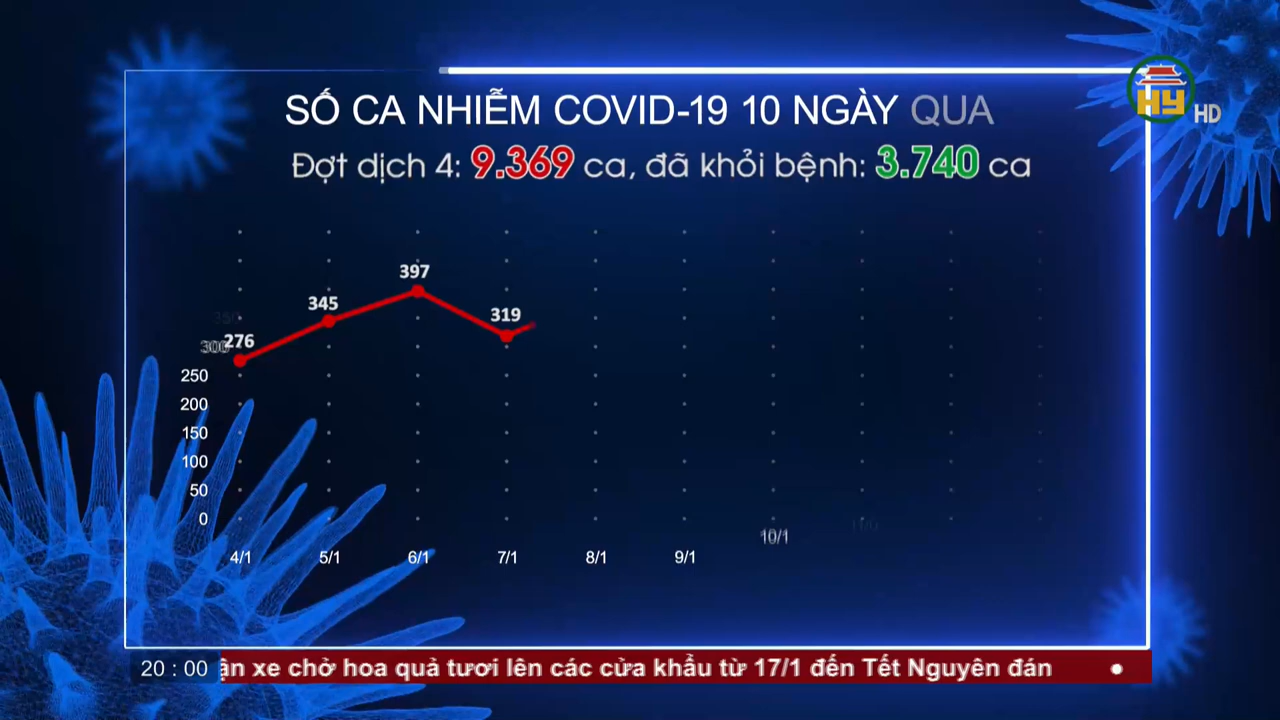 SỐ CA NHIỄM COVID-19 10 NGÀY QUA
HY HD
Đợt dịch 4: 9.369 ca, đã khỏi bệnh: 3.740 ca
397
345
319
350
300 276
250
200
150
100
50
0
10/1
4/1 5/1 6/1 7/1 8/1 9/1
20 : 00 ận xe chở hoa quả tươi lên các cửa khẩu từ 17/1 đến Tết Nguyên đán